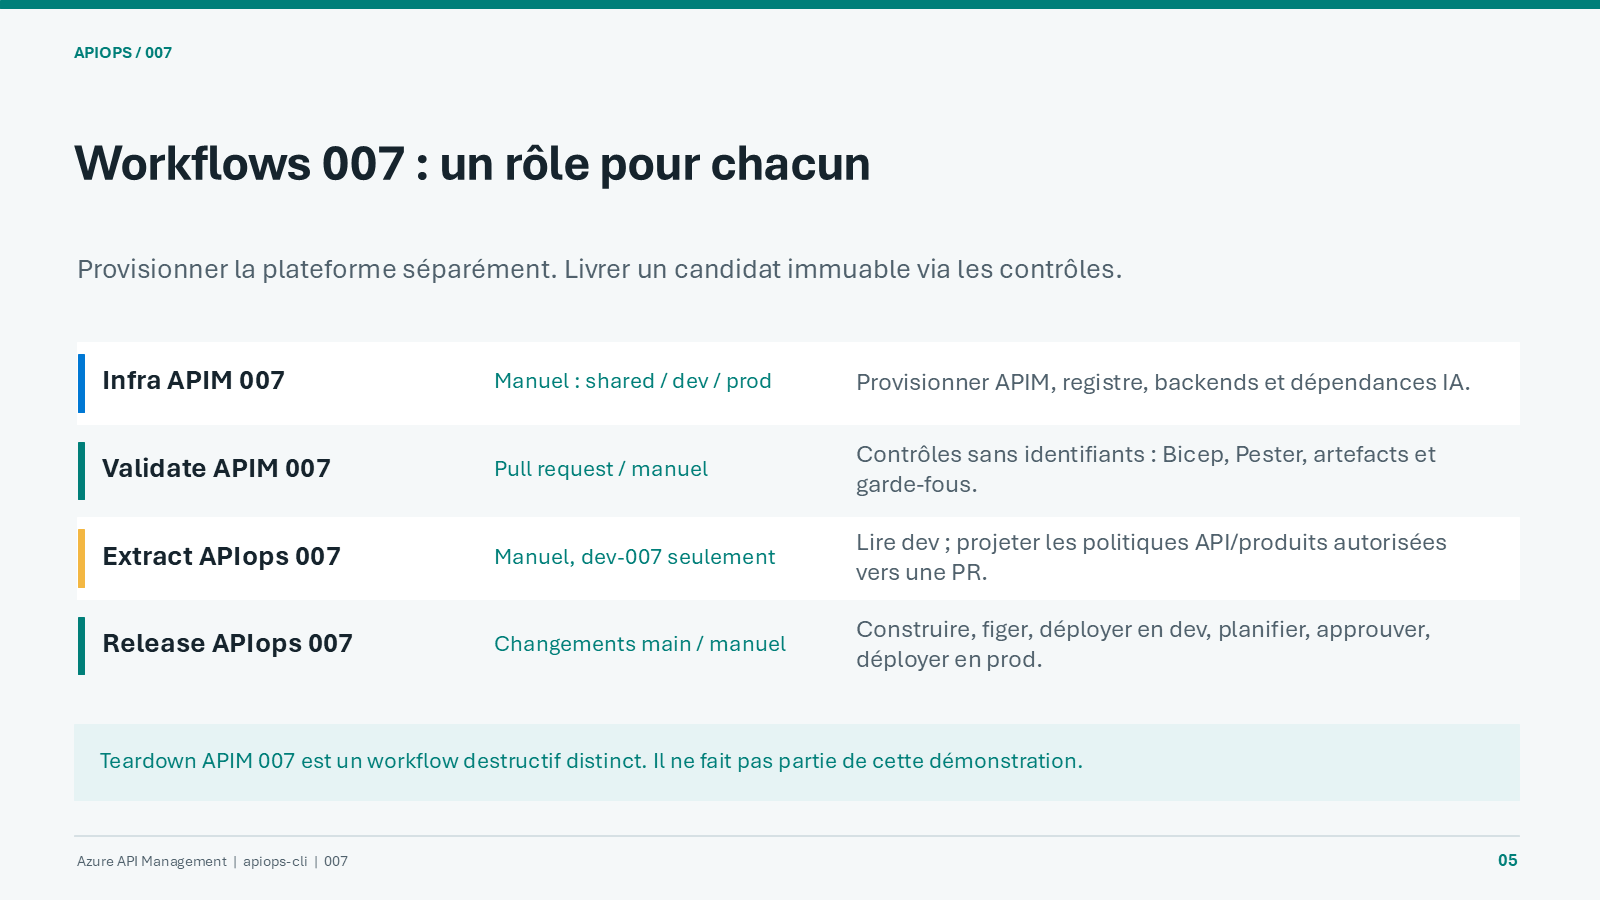 APIOPS / 007
Workflows 007 : un rôle pour chacun
Provisionner la plateforme séparément. Livrer un candidat immuable via les contrôles.
Infra APIM 007
Manuel : shared / dev / prod
Provisionner APIM, registre, backends et dépendances IA.
Validate APIM 007
Pull request / manuel
Contrôles sans identifiants : Bicep, Pester, artefacts et
garde-fous.
Extract APIops 007
Manuel, dev-007 seulement
Lire dev ; projeter les politiques API/produits autorisées
vers une PR.
Release APIops 007
Changements main / manuel
Construire, figer, déployer en dev, planifier, approuver,
déployer en prod.
Teardown APIM 007 est un workflow destructif distinct. Il ne fait pas partie de cette démonstration.
Azure API Management | apiops-cli | 007
05